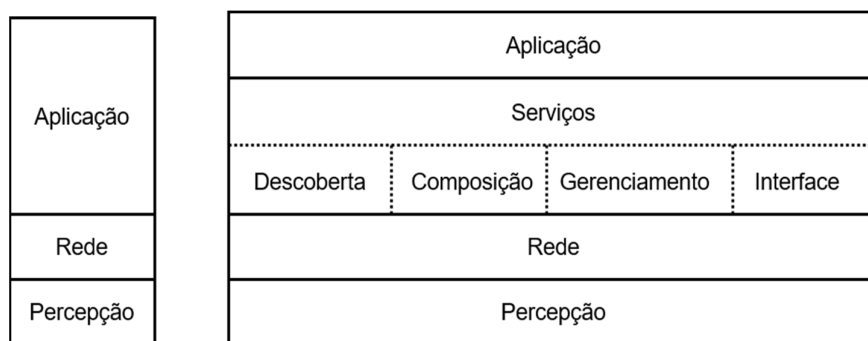 Aplicação
Rede
Percepção
Aplicação
Serviços
Descoberta Composição Gerenciamento Interface
Rede
Percepção